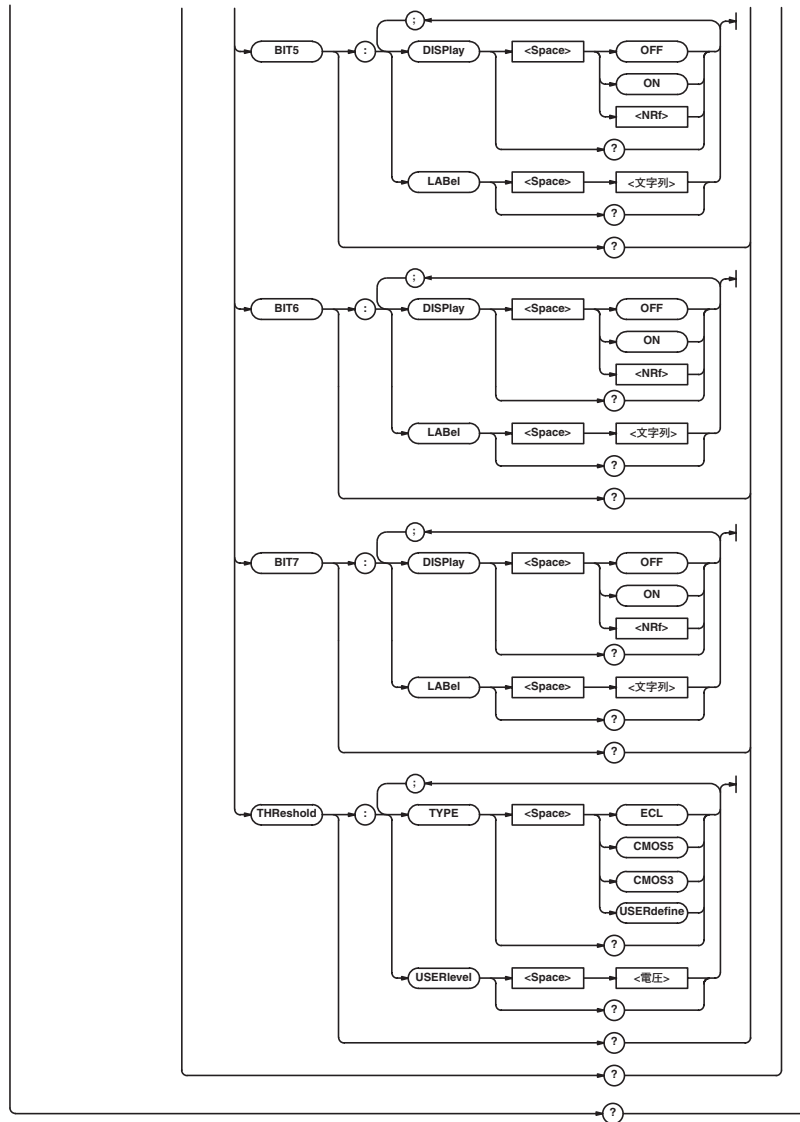 ;
BIT5 : DISPlay <Space> OFF
ON
<NRf>
?
LABel <Space> <文字列>
?
?
;
BIT6 : DISPlay <Space> OFF
ON
<NRf>
?
LABel <Space> <文字列>
?
?
;
BIT7 : DISPlay <Space> OFF
ON
<NRf>
?
LABel <Space> <文字列>
?
?
;
THReshold : TYPE <Space> ECL
CMOS5
CMOS3
USERdefine
?
USERlevel <Space> <電圧>
?
?
?
?